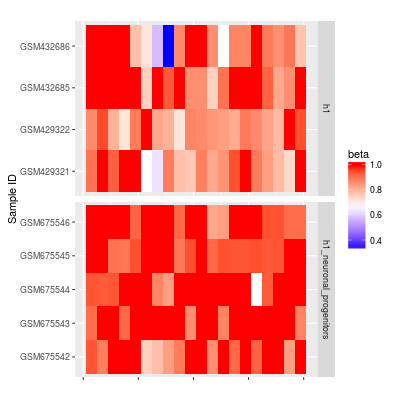 GSM432686
GSM432685
GSM429322
GSM429321
h1
GSM675546
GSM675545
GSM675544
GSM675543
GSM675542
h1_neuronal_progenitors
Sample ID
beta
1.0
0.8
0.6
0.4